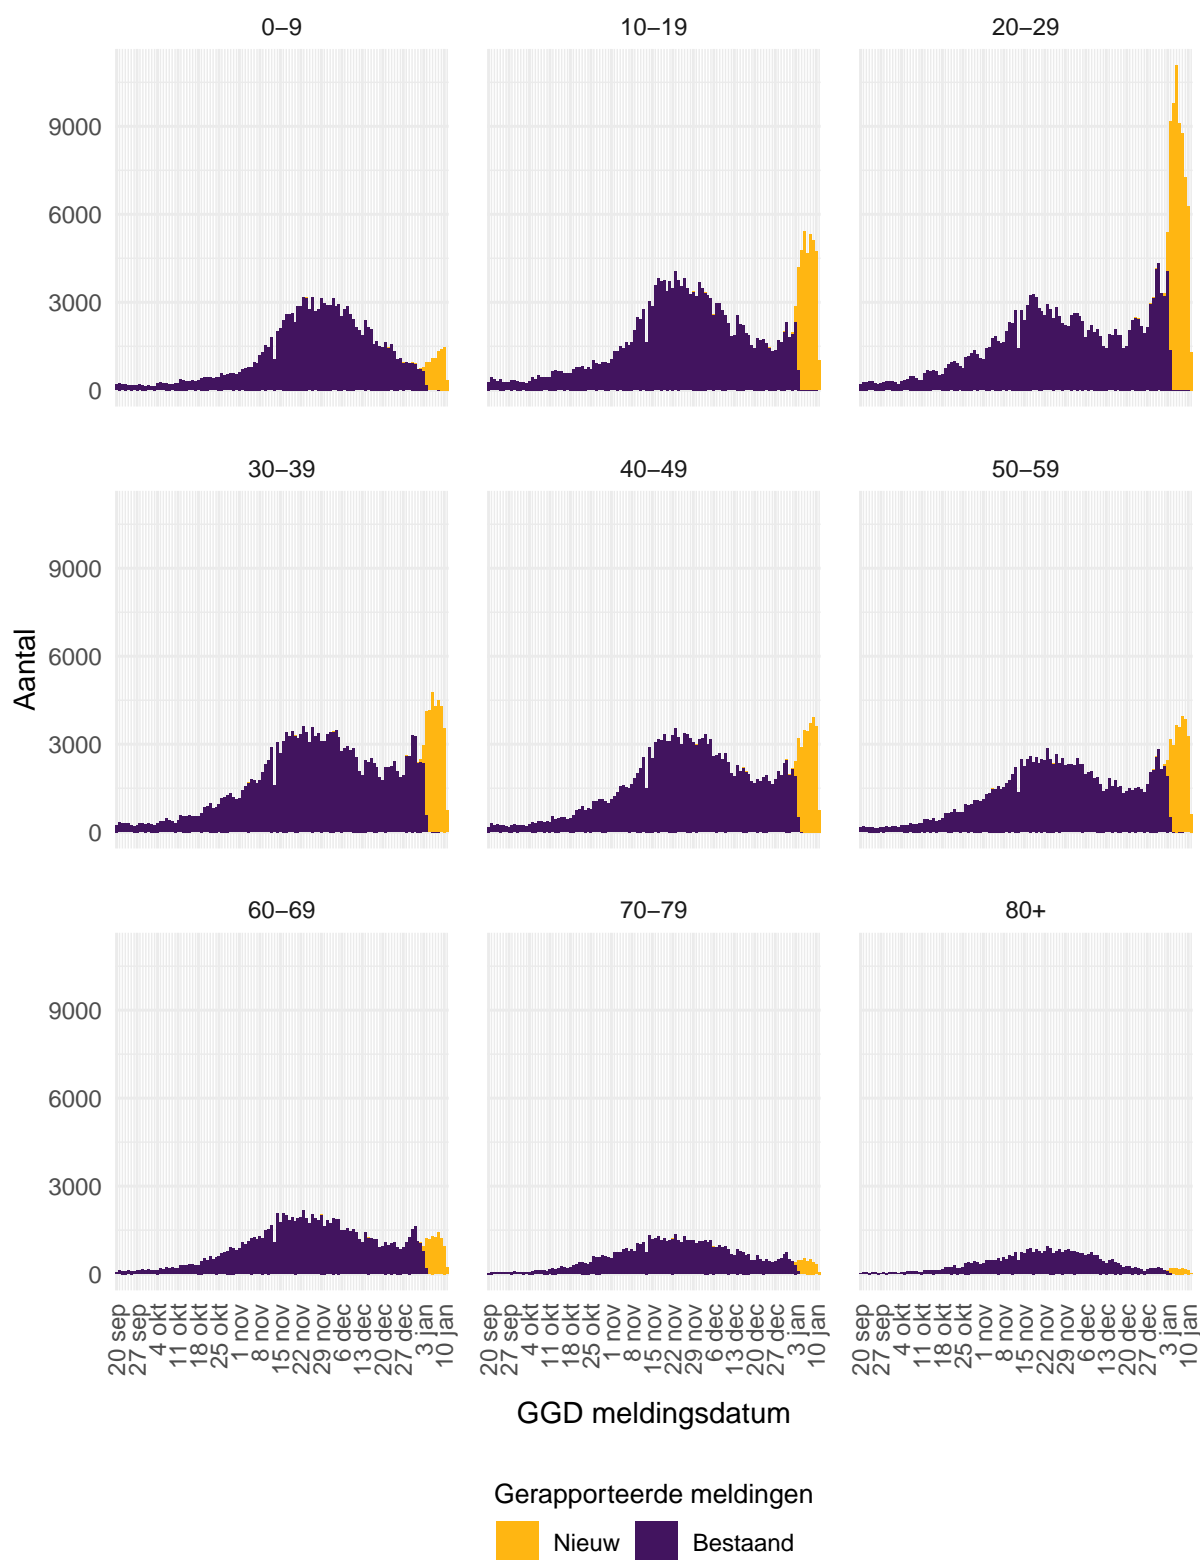 0–9 10–19 20–29
9000
6000
3000
0
30–39 40–49 50–59
9000
6000
3000
0
60–69 70–79 80+
9000
6000
3000
0
Aantal
20 sep 27 sep 4 okt 11 okt 18 okt 25 okt 1 nov 8 nov 15 nov 22 nov 29 nov 6 dec 13 dec 20 dec 27 dec 3 jan 10 jan
20 sep 27 sep 4 okt 11 okt 18 okt 25 okt 1 nov 8 nov 15 nov 22 nov 29 nov 6 dec 13 dec 20 dec 27 dec 3 jan 10 jan
20 sep 27 sep 4 okt 11 okt 18 okt 25 okt 1 nov 8 nov 15 nov 22 nov 29 nov 6 dec 13 dec 20 dec 27 dec 3 jan 10 jan
GGD meldingsdatum
Gerapporteerde meldingen
Nieuw Bestaand